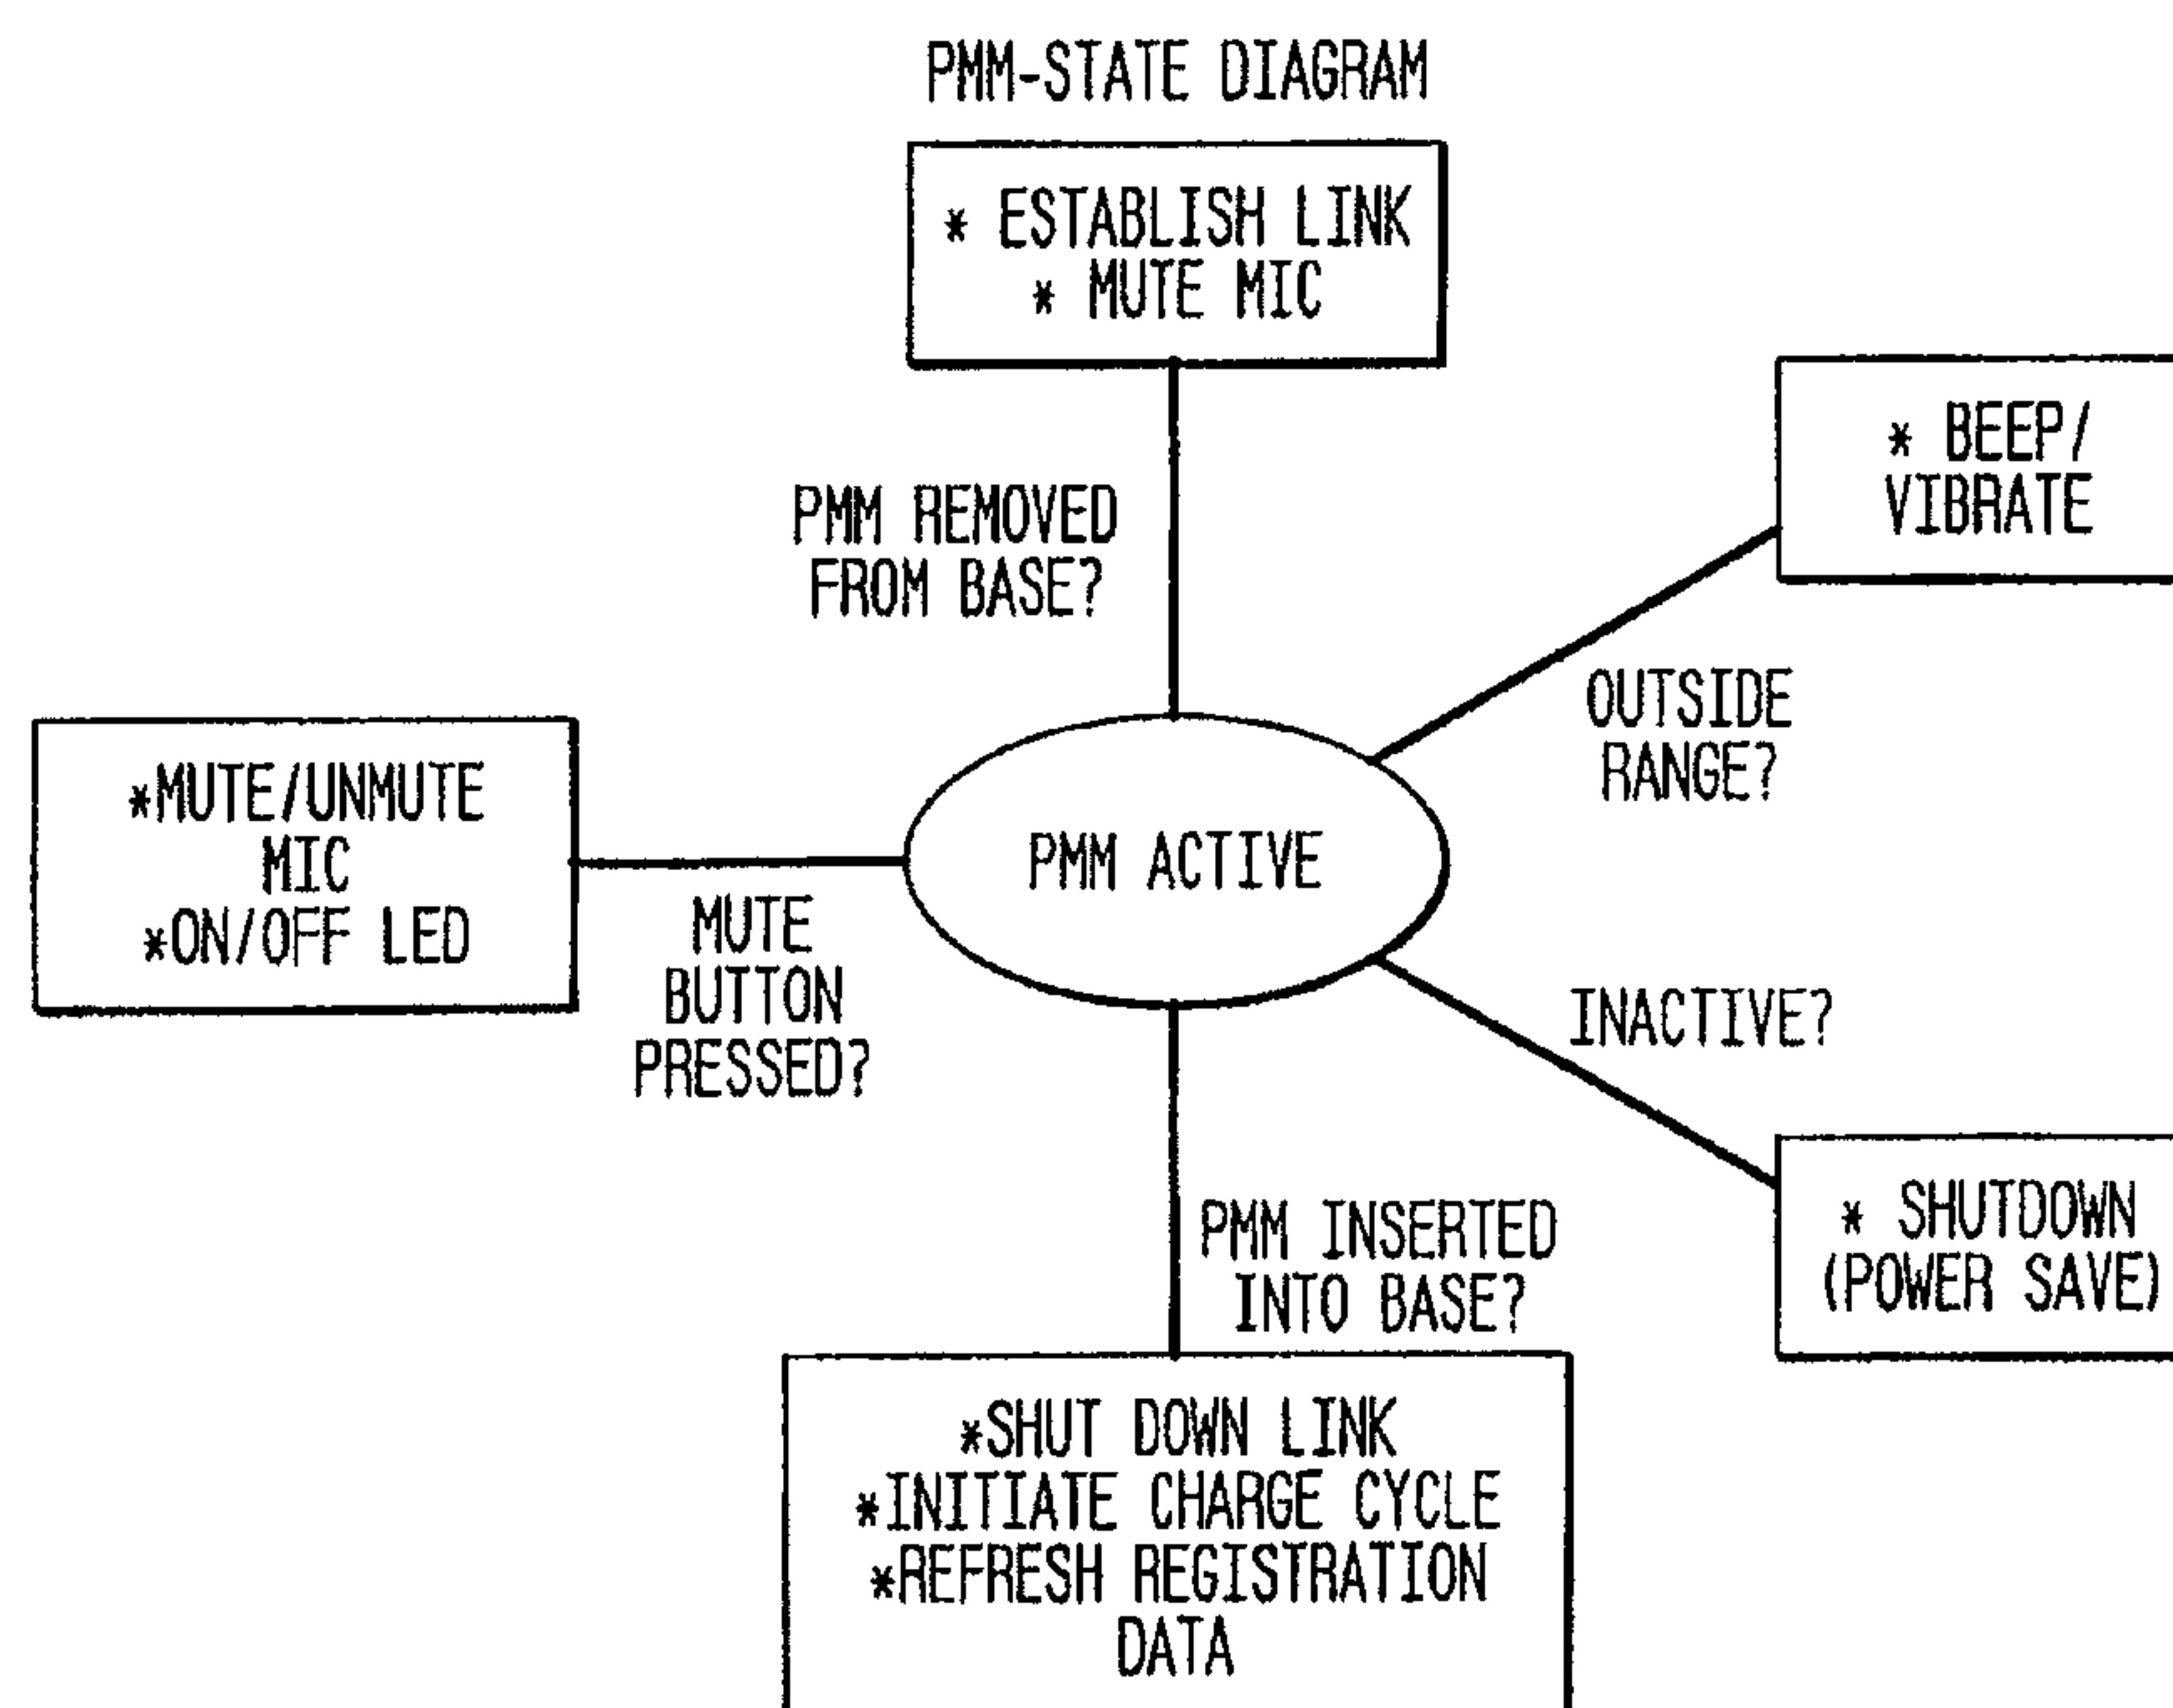 PMM-STATE DIAGRAM
* ESTABLISH LINK
* MUTE MIC
* BEEP/
VIBRATE
PMM REMOVED
FROM BASE?
OUTSIDE
RANGE?
*MUTE/UNMUTE
MIC
*ON/OFF LED
PMM ACTIVE
MUTE
BUTTON
PRESSED?
INACTIVE?
* SHUTDOWN
(POWER SAVE)
PMM INSERTED
INTO BASE?
*SHUT DOWN LINK
*INITIATE CHARGE CYCLE
*REFRESH REGISTRATION
DATA